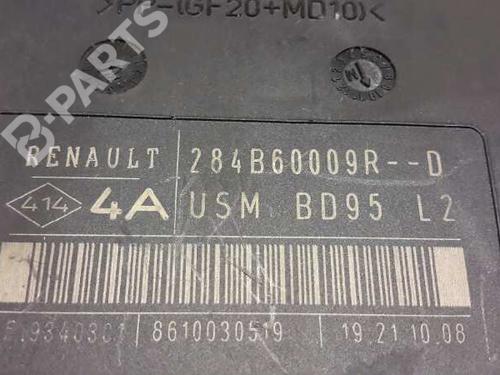 >PP-(GF20+MD10)<
B-PARTS
RENAULT 284B60009R--D
414 4A USM BD95 L2
8610030519 19.21.10.08